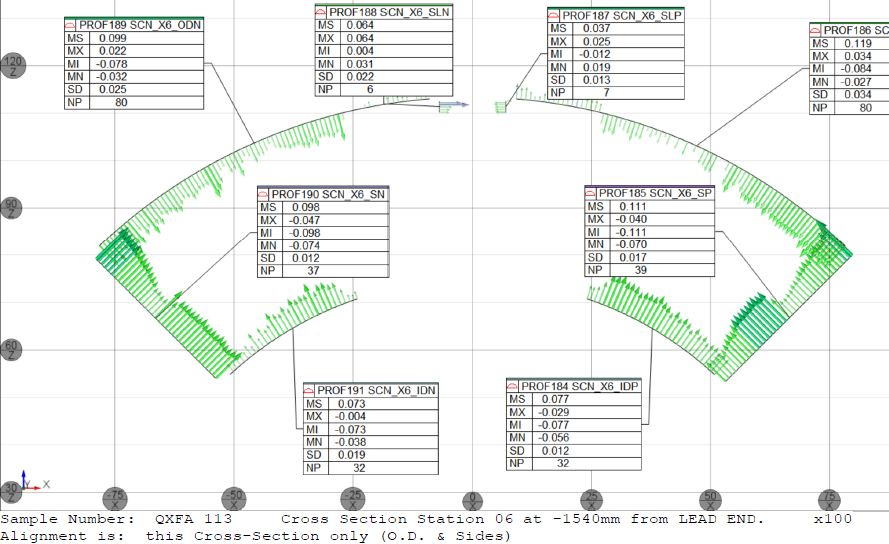 PROF189 SCN_X6_ODN
MS 0.099
MX 0.022
MI -0.078
MN -0.032
SD 0.025
NP 80
PROF188 SCN_X6_SLN
MS 0.064
MX 0.064
MI 0.004
MN 0.031
SD 0.022
NP 6
PROF187 SCN_X6_SLP
MS 0.037
MX 0.025
MI -0.012
MN 0.019
SD 0.013
NP 7
PROF186 SC
MS 0.119
MX 0.034
MI -0.084
MN -0.027
SD 0.034
NP 80
120
Z
90
Z
PROF190 SCN_X6_SN
MS 0.098
MX -0.047
MI -0.098
MN -0.074
SD 0.012
NP 37
PROF185 SCN_X6_SP
MS 0.111
MX -0.040
MI -0.111
MN -0.070
SD 0.017
NP 39
60
Z
PROF191 SCN_X6_IDN
MS 0.073
MX -0.004
MI -0.073
MN -0.038
SD 0.019
NP 32
PROF184 SCN_X6_IDP
MS 0.077
MX -0.029
MI -0.077
MN -0.056
SD 0.012
NP 32
30
Z
Y X
-75 -50 -25 0 25 50 75
X X X X X X X
Sample Number: QXFA 113 Cross Section Station 06 at -1540mm from LEAD END. x100
Alignment is: this Cross-Section only (O.D. & Sides)